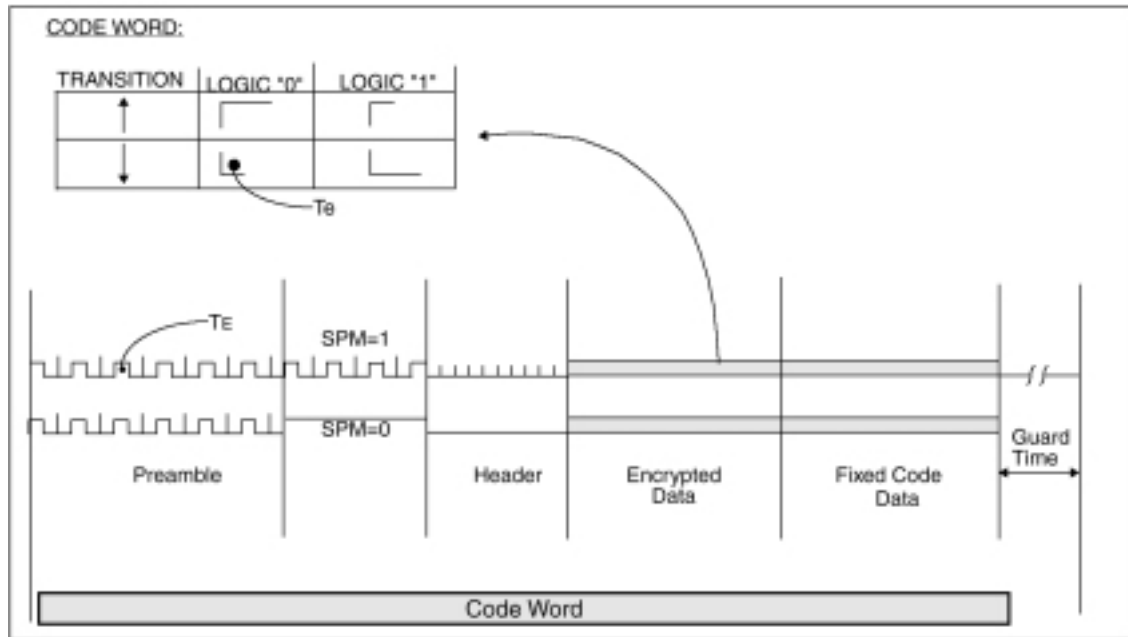 CODE WORD:
TRANSITION LOGIC "0" LOGIC "1"
Te
TE
SPM=1
SPM=0
Preamble Header Encrypted Data Fixed Code Data Guard Time
Code Word